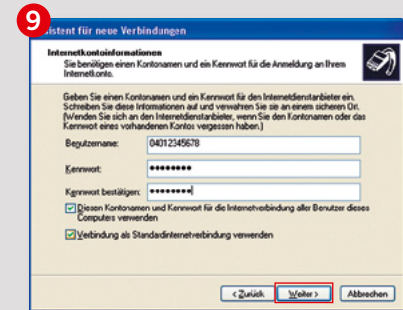 9
Assistent für neue Verbindungen
Internetkontoinformationen
Sie benötigen einen Kontonamen und ein Kennwort für die Anmeldung an Ihrem
Internetkonto.
Geben Sie einen Kontonamen und ein Kennwort für den Internetdienstanbieter ein.
Schreiben Sie diese Informationen auf und verwahren Sie sie an einem sicheren Ort.
(Wenden Sie sich an den Internetdienstanbieter, wenn Sie den Kontonamen oder das
Kennwort eines vorhandenen Kontos vergessen haben.)
Benutzername: 04012345678
Kennwort: ••••••••
Kennwort bestätigen: ••••••••
Diesen Kontonamen und Kennwort für die Internetverbindung aller Benutzer dieses
Computers verwenden
Verbindung als Standardinternetverbindung verwenden
< Zurück Weiter > Abbrechen